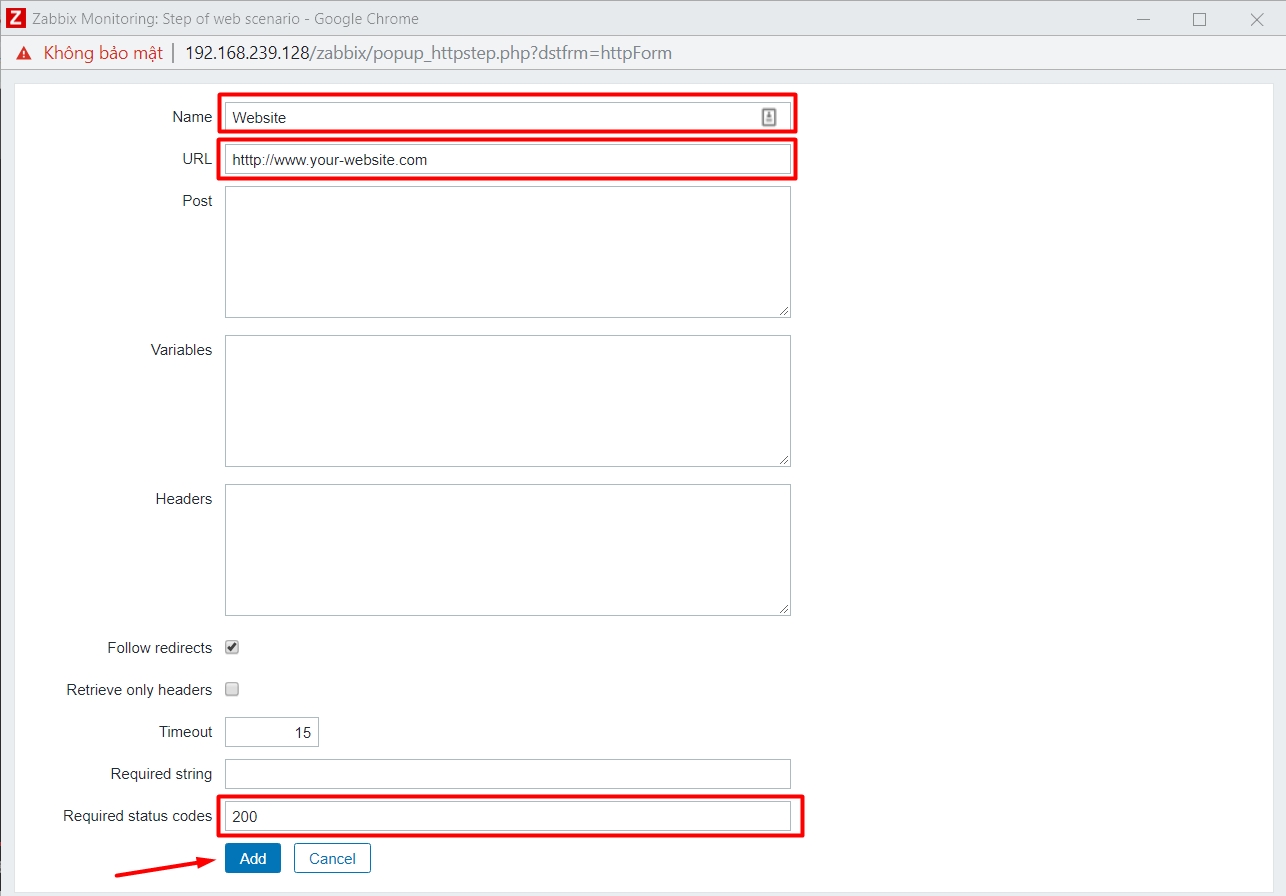 Zabbix Monitoring: Step of web scenario - Google Chrome
Không bảo mật | 192.168.239.128/zabbix/popup_httpstep.php?dstfrm=httpForm
Name Website
URL htttp://www.your-website.com
Post
Variables
Headers
Follow redirects
Retrieve only headers
Timeout 15
Required string
Required status codes 200
Add Cancel